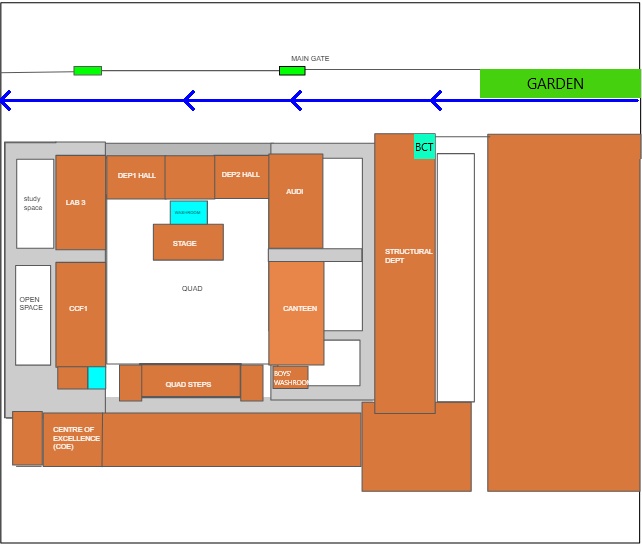 MAIN GATE
GARDEN
BCT
DEP1 HALL
DEP2 HALL
AUDI
study
space
LAB 3
STAGE
STRUCTURAL
DEPT
QUAD
OPEN
SPACE
CCF1
CANTEEN
QUAD STEPS
BOYS'
WASHROOM
CENTRE OF
EXCELLENCE
(COE)